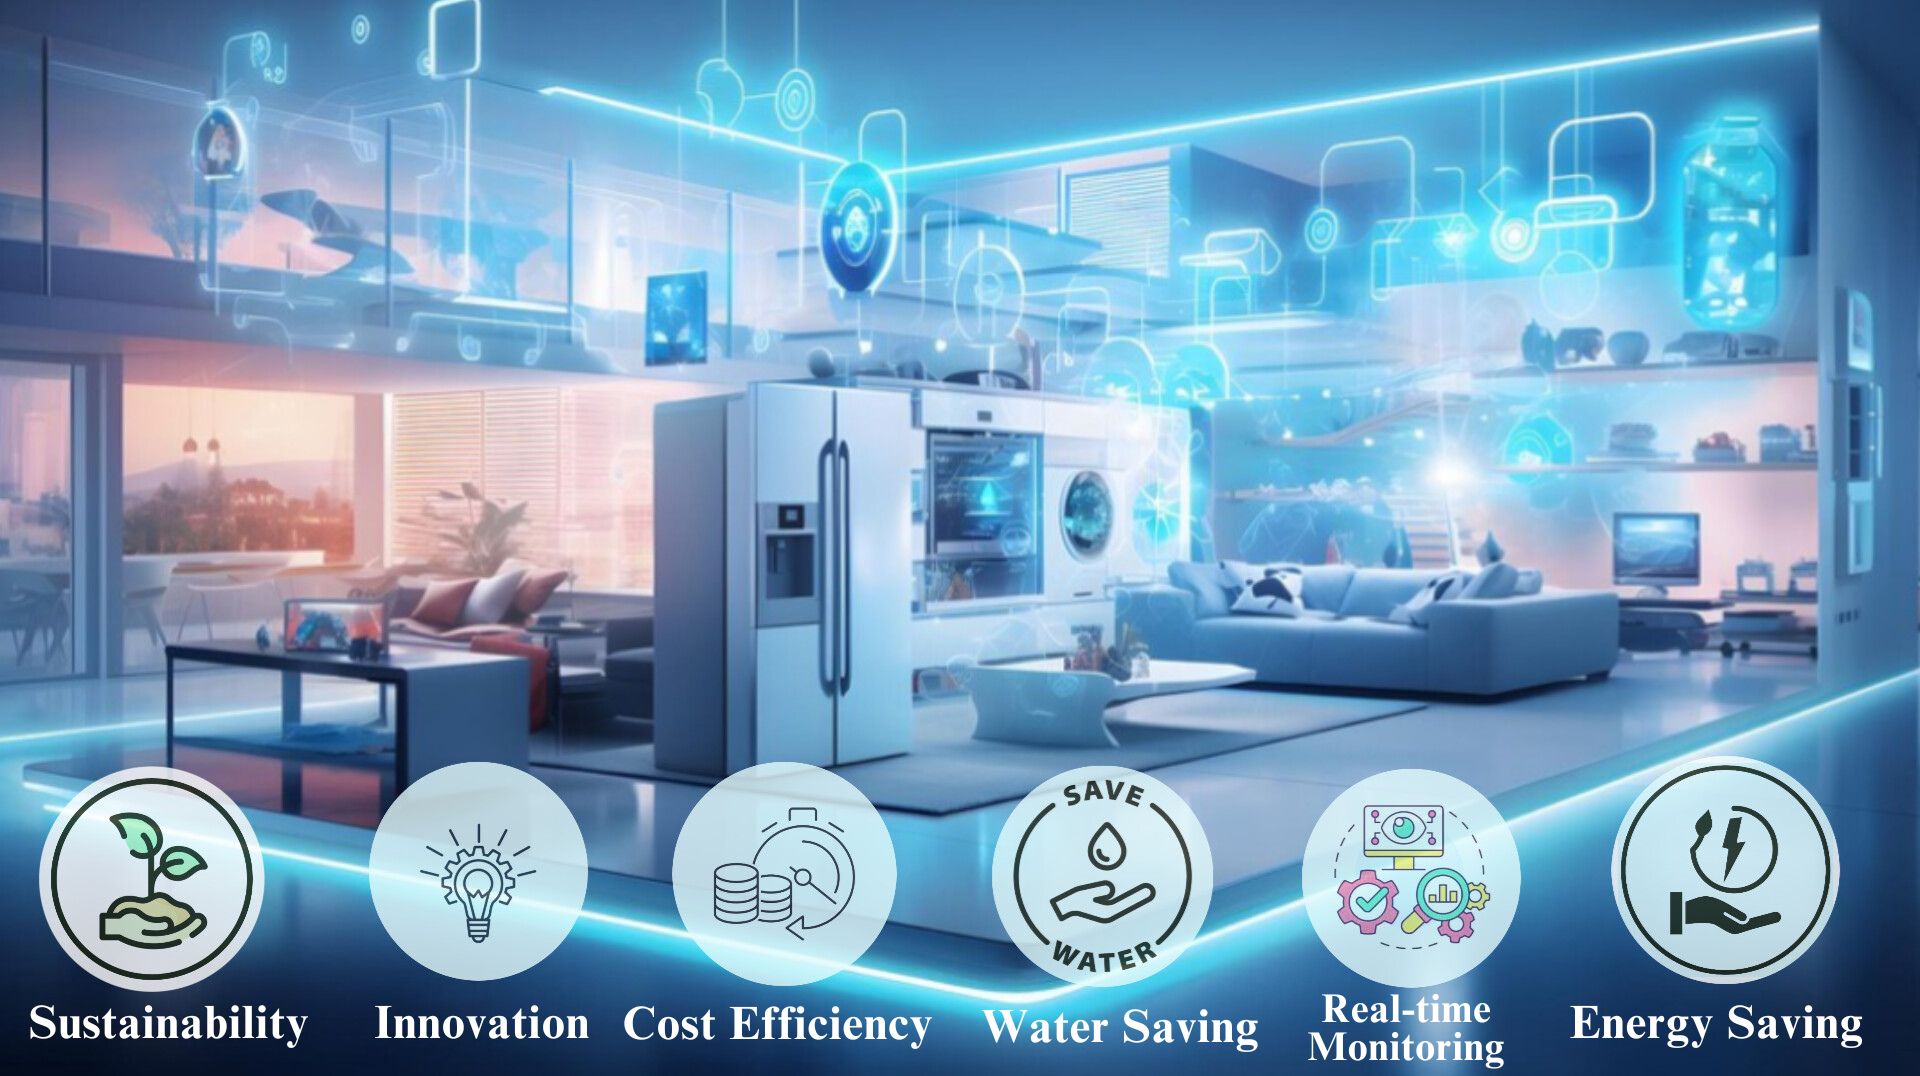 SAVE
WATER
Sustainability
Innovation
Cost Efficiency
Water Saving
Real-time
Monitoring
Energy Saving